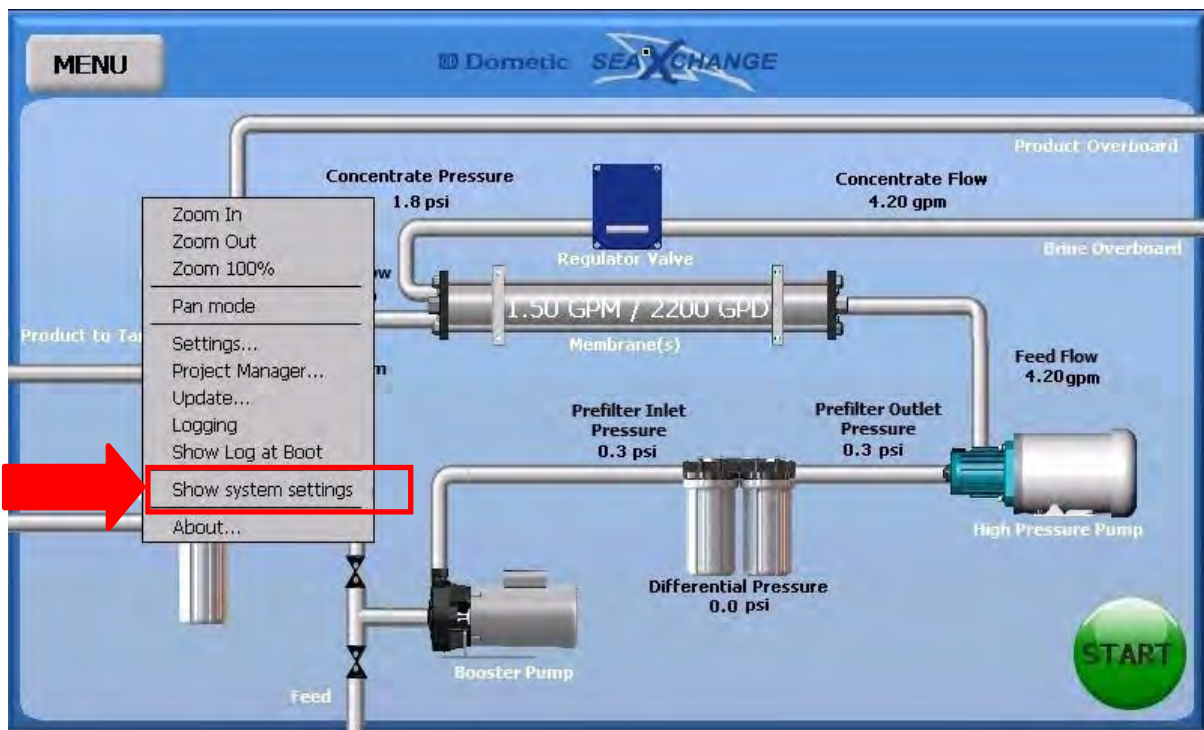 MENU
Dometic SEAXCHANGE
Product Overboard
Concentrate Pressure
1.8 psi
Concentrate Flow
4.20 gpm
Regulator Valve
Brine Overboard
Zoom In
Zoom Out
Zoom 100%
Pan mode
Settings...
Project Manager...
Update...
Logging
Show Log at Boot
Show system settings
About...
1.50 GPM / 2200 GPD
Membrane(s)
Product to
Feed Flow
4.20 gpm
Prefilter Inlet
Pressure
0.3 psi
Prefilter Outlet
Pressure
0.3 psi
High Pressure Pump
Differential Pressure
0.0 psi
Booster Pump
Feed
START